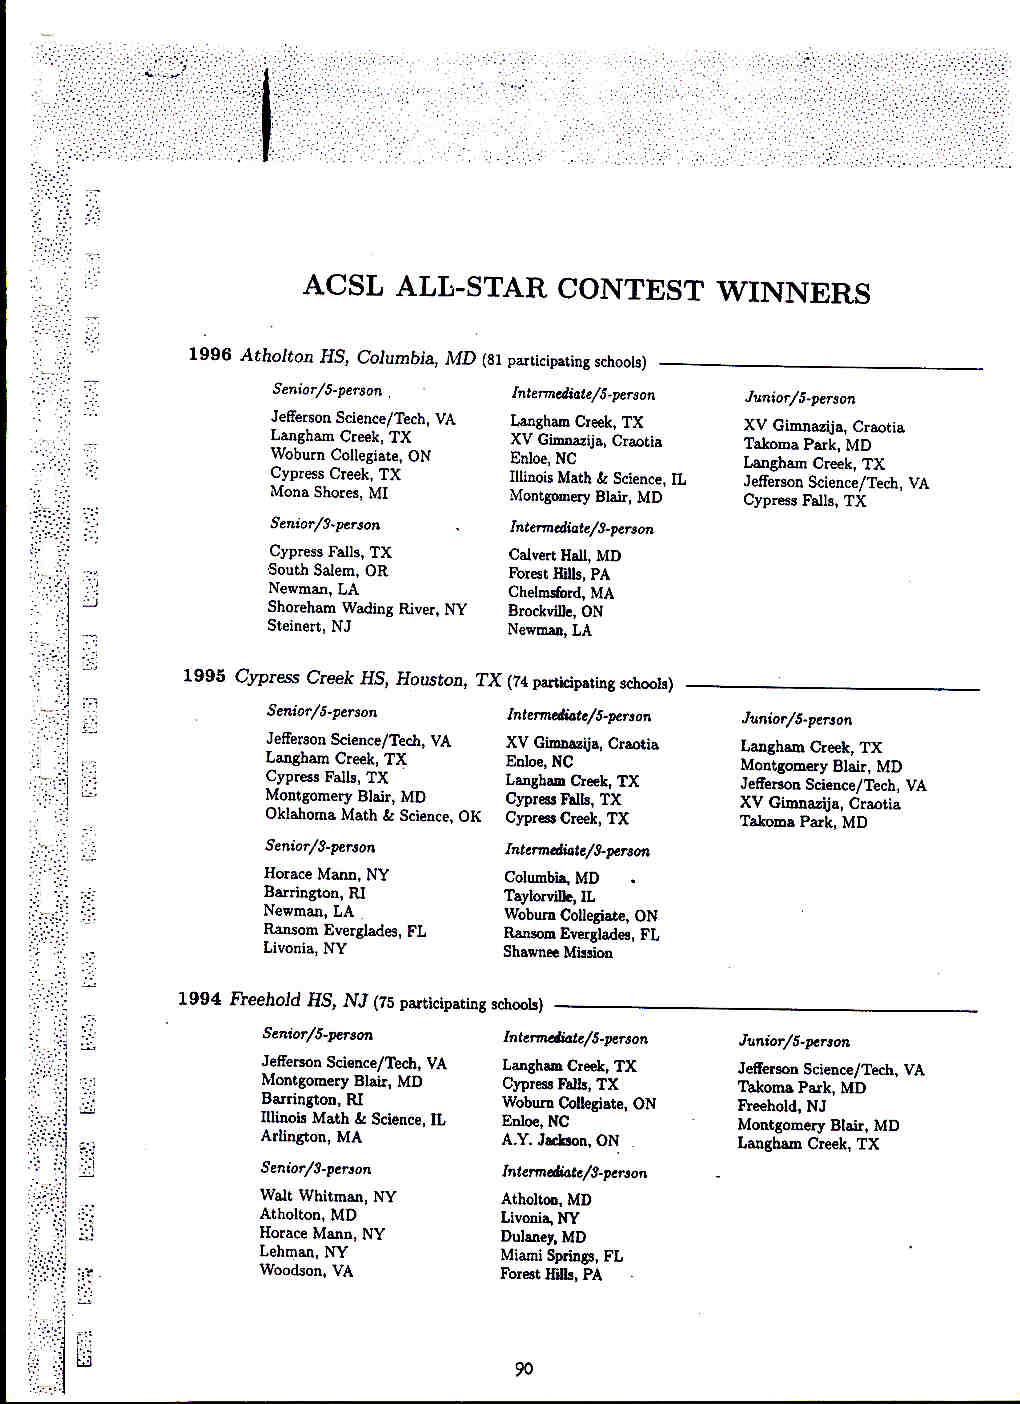 ACSL ALL-STAR CONTEST WINNERS
1996 Atholton HS, Columbia, MD (81 participating schools)
Senior/5-person
Jefferson Science/Tech, VA
Langham Creek, TX
Woburn Collegiate, ON
Cypress Creek, TX
Mona Shores, MI
Intermediate/5-person
Langham Creek, TX
XV Gimnazija, Craotia
Enloe, NC
Illinois Math & Science, IL
Montgomery Blair, MD
Junior/5-person
XV Gimnazija, Craotia
Takoma Park, MD
Langham Creek, TX
Jefferson Science/Tech, VA
Cypress Falls, TX
Senior/3-person
Cypress Falls, TX
South Salem, OR
Newman, LA
Shoreham Wading River, NY
Steinert, NJ
Intermediate/3-person
Calvert Hall, MD
Forest Hills, PA
Chelmsford, MA
Brockville, ON
Newman, LA
1995 Cypress Creek HS, Houston, TX (74 participating schools)
Senior/5-person
Jefferson Science/Tech, VA
Langham Creek, TX
Cypress Falls, TX
Montgomery Blair, MD
Oklahoma Math & Science, OK
Intermediate/5-person
XV Gimnazija, Craotia
Enloe, NC
Langham Creek, TX
Cypress Falls, TX
Cypress Creek, TX
Junior/5-person
Langham Creek, TX
Montgomery Blair, MD
Jefferson Science/Tech, VA
XV Gimnazija, Craotia
Takoma Park, MD
Senior/3-person
Horace Mann, NY
Barrington, RI
Newman, LA
Ransom Everglades, FL
Livonia, NY
Intermediate/3-person
Columbia, MD
Taylorville, IL
Woburn Collegiate, ON
Ransom Everglades, FL
Shawnee Mission
1994 Freehold HS, NJ (75 participating schools)
Senior/5-person
Jefferson Science/Tech, VA
Montgomery Blair, MD
Barrington, RI
Illinois Math & Science, IL
Arlington, MA
Intermediate/5-person
Langham Creek, TX
Cypress Falls, TX
Woburn Collegiate, ON
Enloe, NC
A.Y. Jackson, ON
Junior/5-person
Jefferson Science/Tech, VA
Takoma Park, MD
Freehold, NJ
Montgomery Blair, MD
Langham Creek, TX
Senior/3-person
Walt Whitman, NY
Atholton, MD
Horace Mann, NY
Lehman, NY
Woodson, VA
Intermediate/3-person
Atholton, MD
Livonia, NY
Dulaney, MD
Miami Springs, FL
Forest Hills, PA
90